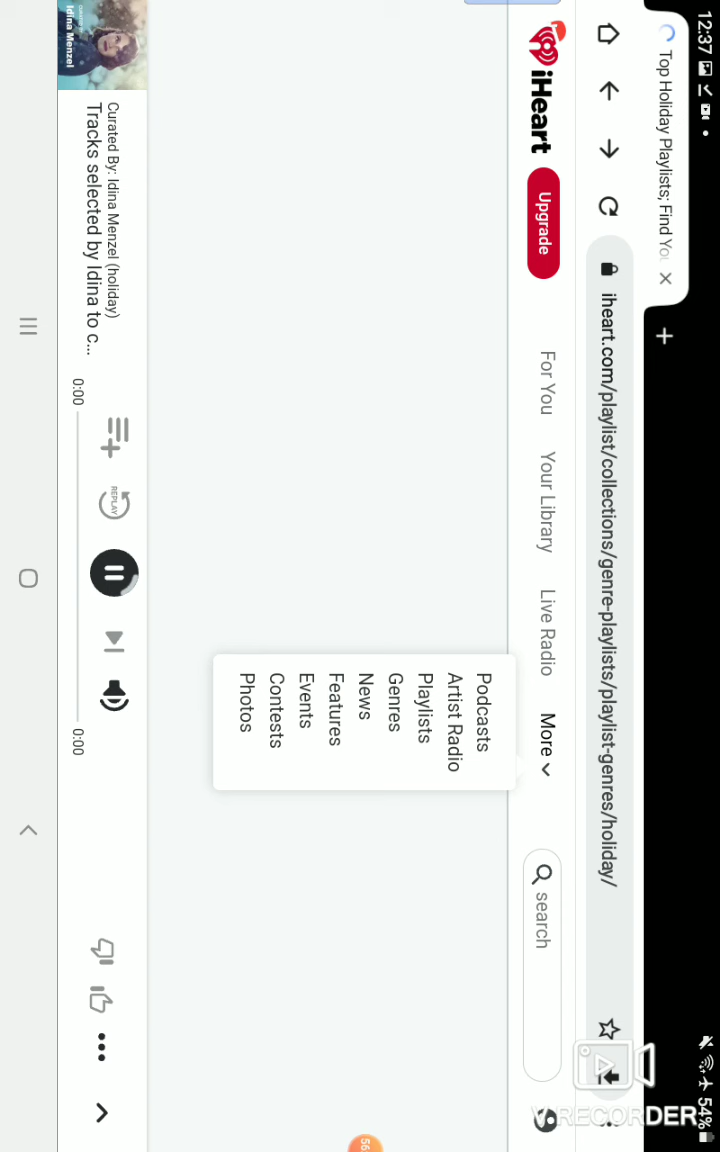 12:37
54%
Top Holiday Playlists; Find You
iheart.com/playlist/collections/genre-playlists/playlist-genres/holiday/
iHeart
Upgrade
For You
Your Library
Live Radio
More
search
Podcasts
Artist Radio
Playlists
Genres
News
Features
Events
Contests
Photos
Idina Menzel
Curated By: Idina Menzel (holiday)
Tracks selected by Idina to c...
REPLAY
0:00
0:00
V RECORDER